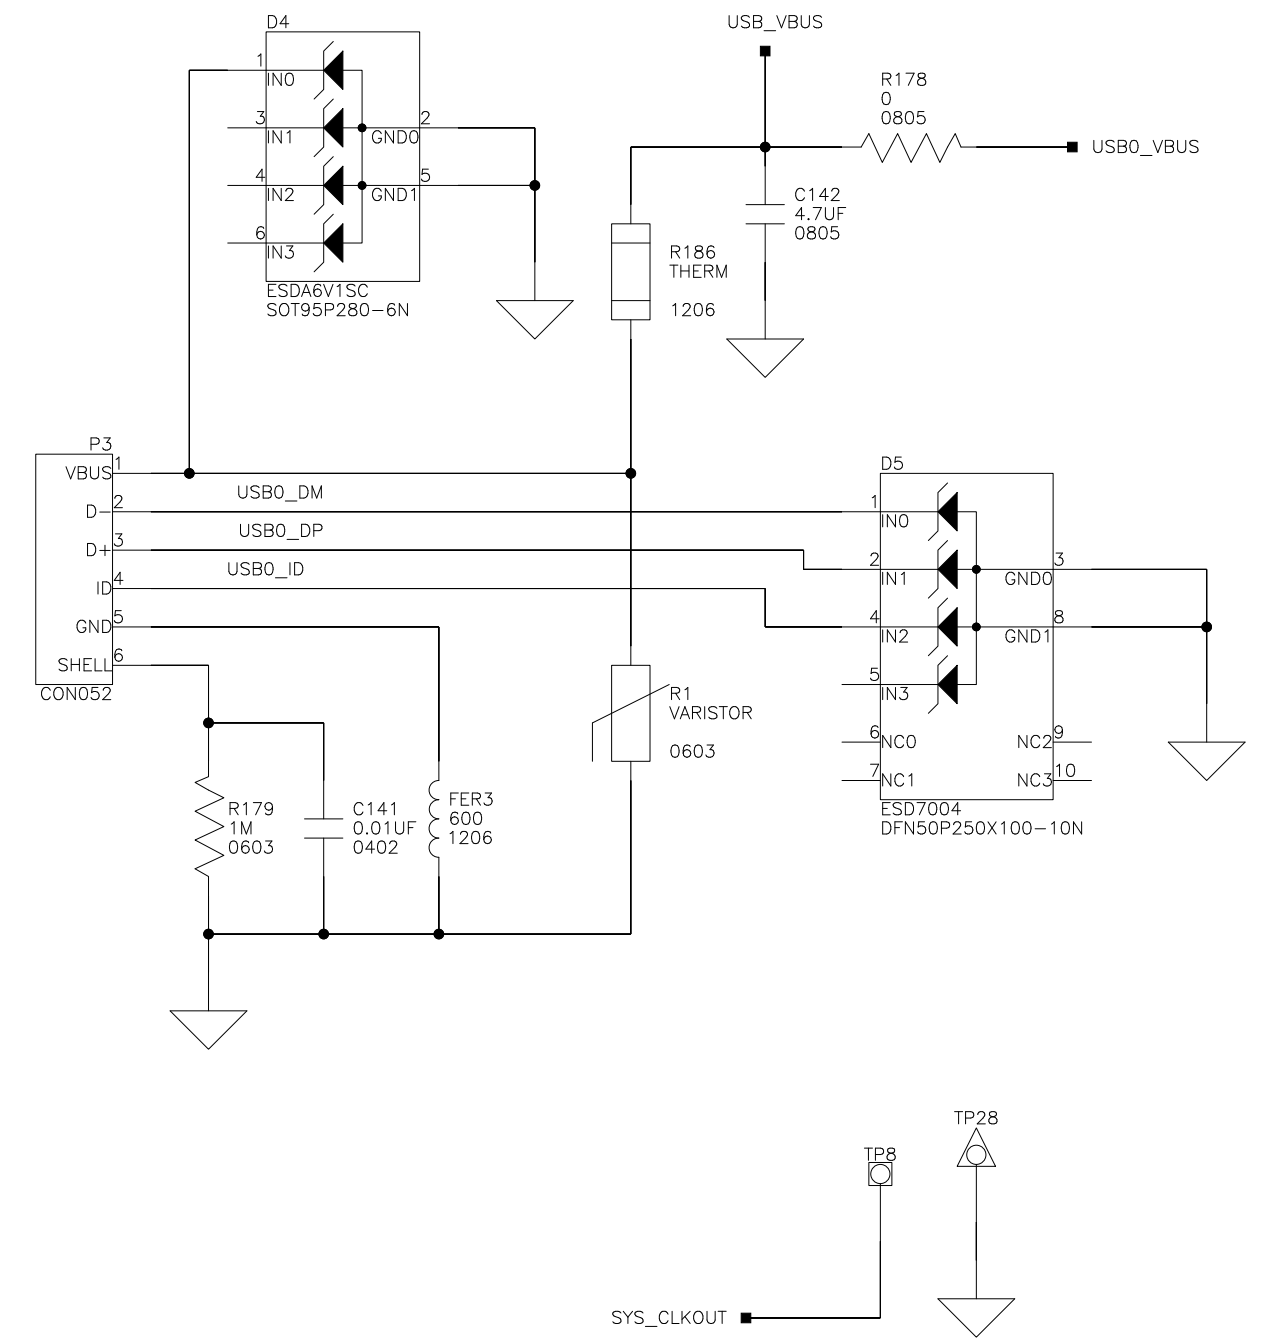 D4
1
IN0
3
IN1
4
IN2
6
IN3
2
GND0
5
GND1
ESDA6V1SC
SOT95P280-6N
USB_VBUS
R178
0
0805
USB0_VBUS
C142
4.7UF
0805
R186
THERM
1206
P3
VBUS 1
D- 2
D+ 3
ID 4
GND 5
SHELL 6
CON052
USB0_DM
USB0_DP
USB0_ID
D5
1
IN0
2
IN1
4
IN2
5
IN3
6
NC0
7
NC1
3
GND0
8
GND1
9
NC2
10
NC3
ESD7004
DFN50P250X100-10N
R1
VARISTOR
0603
R179
1M
0603
C141
0.01UF
0402
FER3
600
1206
TP28
TP8
SYS_CLKOUT